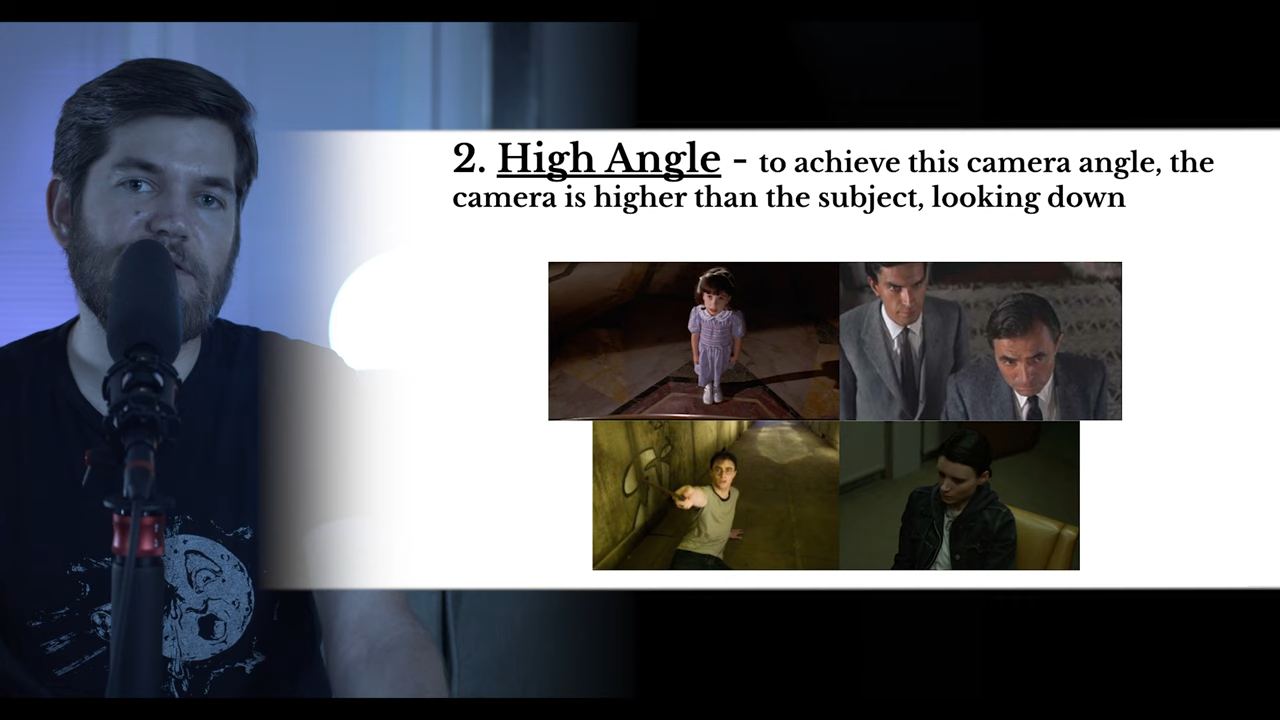 2. High Angle - to achieve this camera angle, the
camera is higher than the subject, looking down